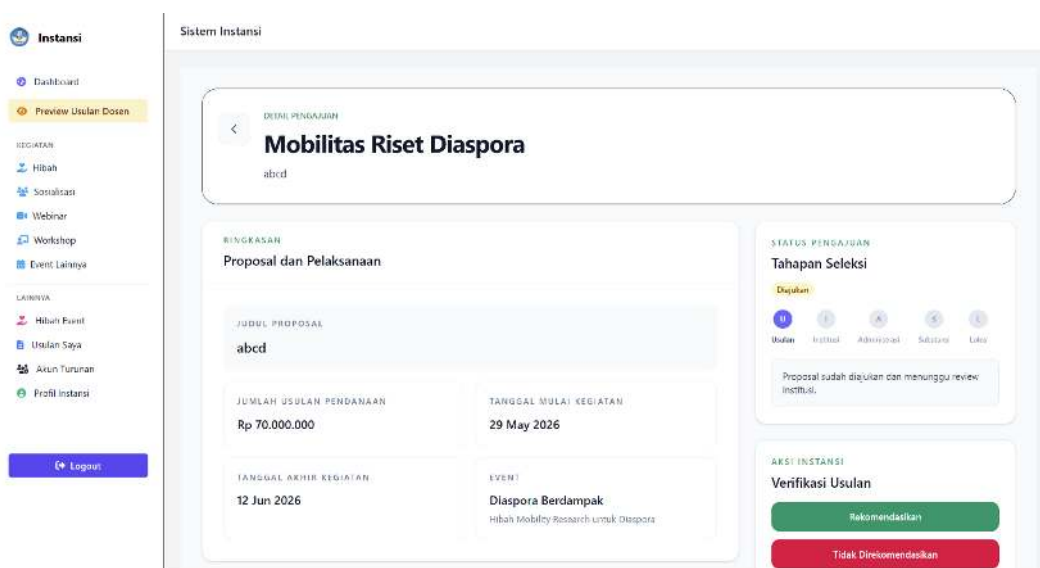 Instansi
Sistem Instansi
Dashboard
Preview Usulan Dosen
KEGIATAN
Hibah
Sosialisasi
Webinar
Workshop
Event Lainnya
LAINNYA
Hibah Event
Usulan Saya
Akun Turunan
Profil Instansi
Logout
DETAIL PENGAJUAN
Mobilitas Riset Diaspora
abcd
RINGKASAN
Proposal dan Pelaksanaan
JUDUL PROPOSAL
abcd
JUMLAH USULAN PENDANAAN
Rp 70.000.000
TANGGAL MULAI KEGIATAN
29 May 2026
TANGGAL AKHIR KEGIATAN
12 Jun 2026
EVENT
Diaspora Berdampak
Hibah Mobility Research untuk Diaspora
STATUS PENGAJUAN
Tahapan Seleksi
Diajukan
U I A S L
Usulan Institusi Administrasi Substansi Lolos
Proposal sudah diajukan dan menunggu review
institusi.
AKSI INSTANSI
Verifikasi Usulan
Rekomendasikan
Tidak Direkomendasikan